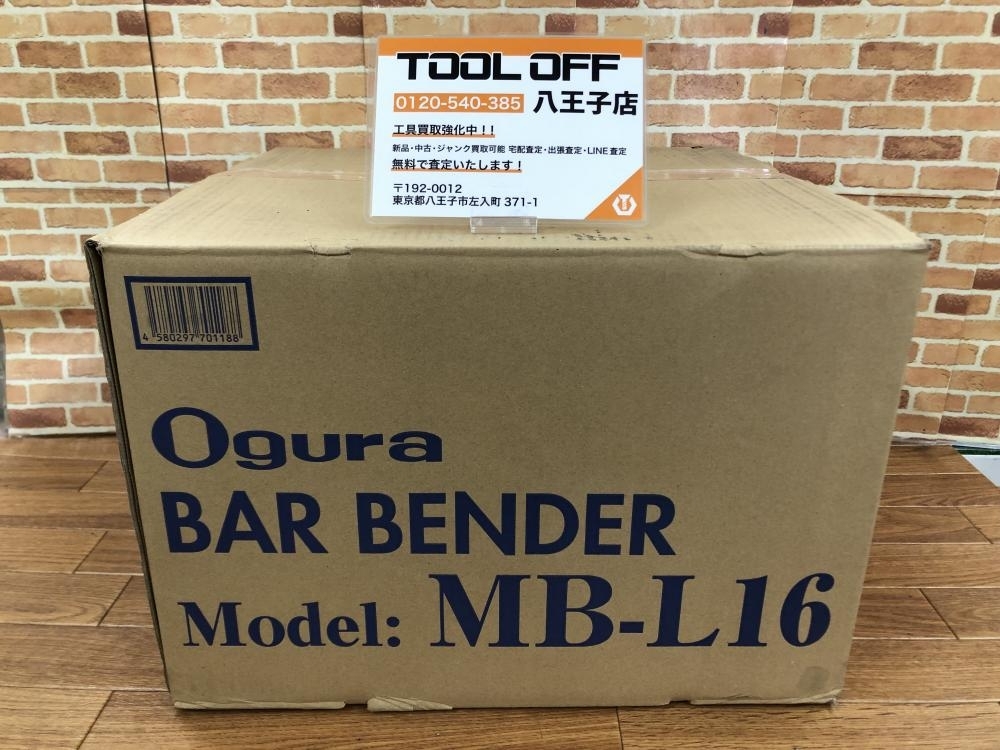 TOOL OFF
0120-540-385 八王子店
工具買取強化中！！
新品・中古・ジャンク買取可能 宅配査定・出張査定・LINE査定
無料で査定いたします！
〒192-0012
東京都八王子市左入町 371-1
4 580297 701188
Ogura
BAR BENDER
Model: MB-L16